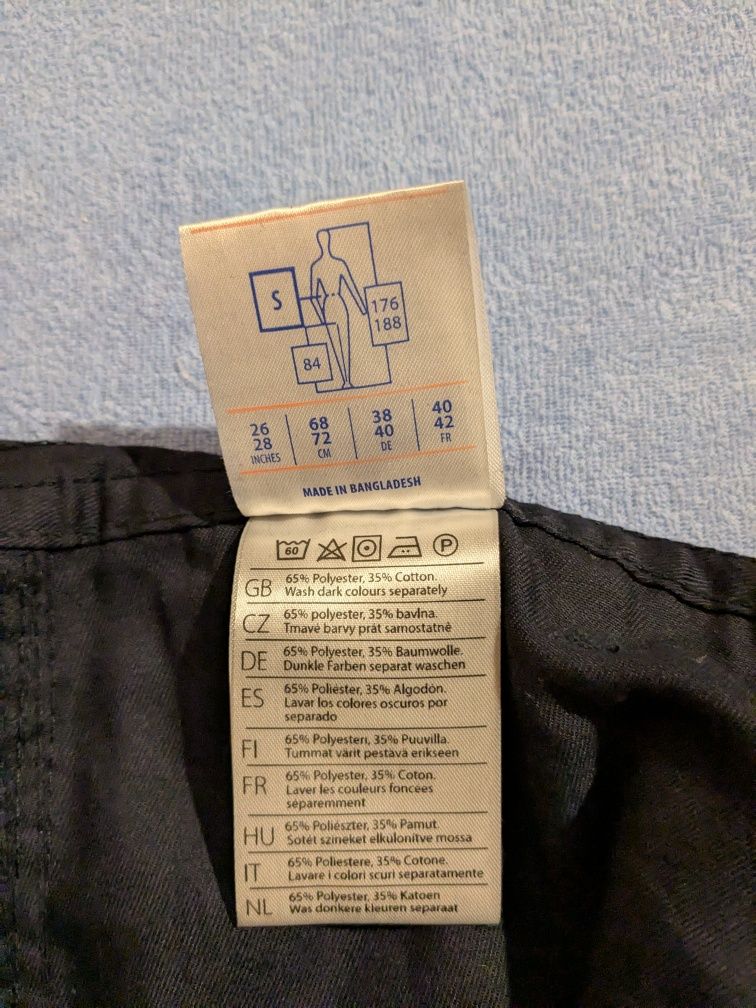 S
176
188
84
26
28
INCHES
68
72
CM
38
40
DE
40
42
FR
MADE IN BANGLADESH
60
P
GB
65% Polyester, 35% Cotton.
Wash dark colours separately
CZ
65% polyester, 35% bavlna.
Tmavé barvy prát samostatně
DE
65% Polyester, 35% Baumwolle.
Dunkle Farben separat waschen
ES
65% Poliéster, 35% Algodón.
Lavar los colores oscuros por
separado
FI
65% Polyesteri, 35% Puuvilla.
Tummat värit pestävä erikseen
FR
65% Polyester, 35% Coton.
Laver les couleurs foncées
séparemment
HU
65% Poliészter, 35% Pamut.
Sötét szineket elkülönitve mossa
IT
65% Poliestere, 35% Cotone.
Lavare i colori scuri separatamente
NL
65% Polyester, 35% Katoen
Was donkere kleuren separaat